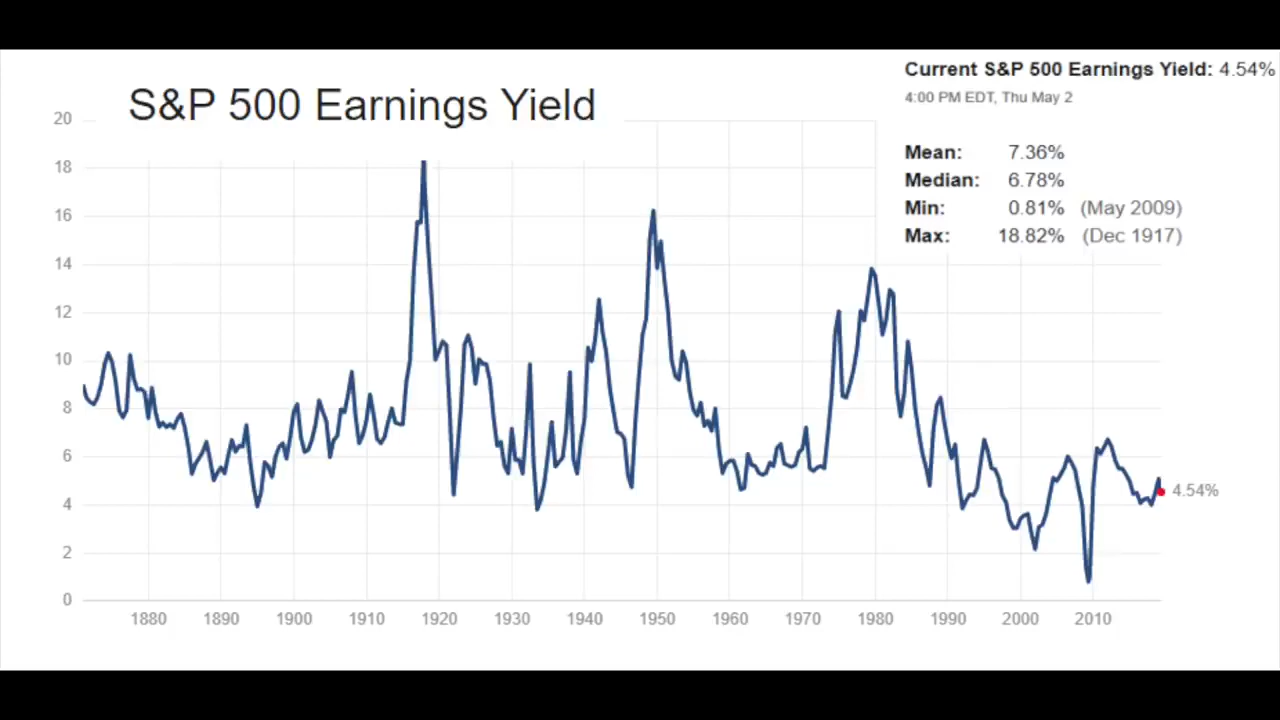 S&P 500 Earnings Yield
Current S&P 500 Earnings Yield: 4.54%
4:00 PM EDT, Thu May 2
Mean: 7.36%
Median: 6.78%
Min: 0.81% (May 2009)
Max: 18.82% (Dec 1917)
20
18
16
14
12
10
8
6
4
2
0
4.54%
1880 1890 1900 1910 1920 1930 1940 1950 1960 1970 1980 1990 2000 2010